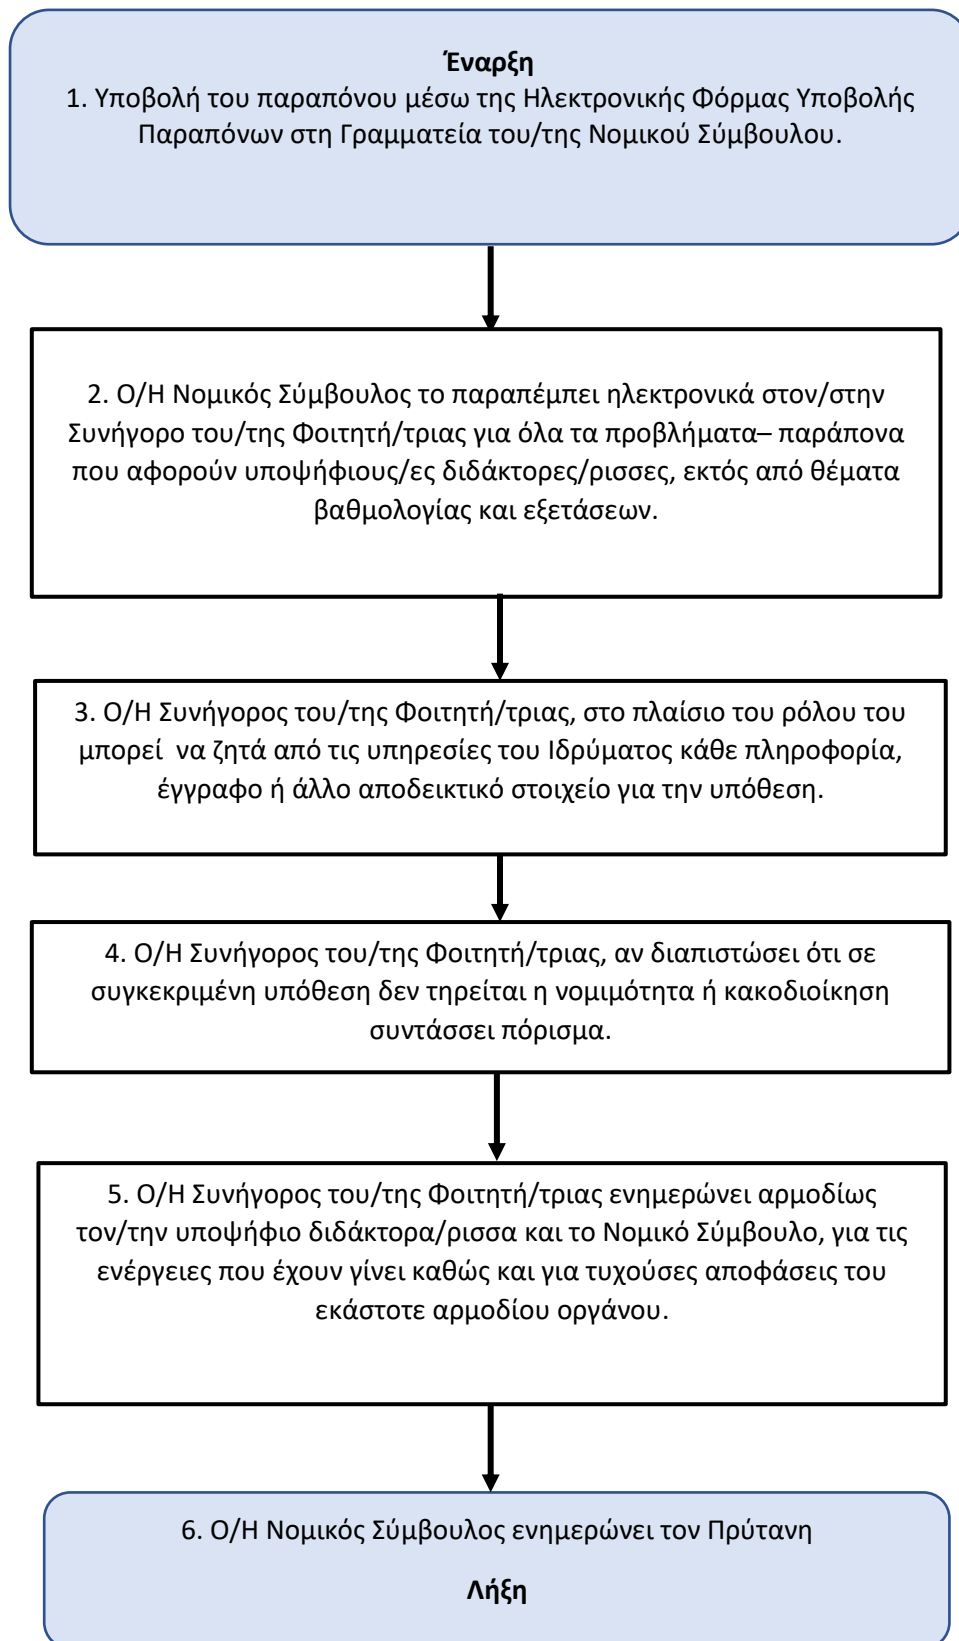 Έναρξη
1. Υποβολή του παραπόνου μέσω της Ηλεκτρονικής Φόρμας Υποβολής
Παραπόνων στη Γραμματεία του/της Νομικού Σύμβουλου.
2. Ο/Η Νομικός Σύμβουλος το παραπέμπει ηλεκτρονικά στον/στην
Συνήγορο του/της Φοιτητή/τριας για όλα τα προβλήματα– παράπονα
που αφορούν υποψήφιους/ες διδάκτορες/ρισσες, εκτός από θέματα
βαθμολογίας και εξετάσεων.
3. Ο/Η Συνήγορος του/της Φοιτητή/τριας, στο πλαίσιο του ρόλου του
μπορεί  να ζητά από τις υπηρεσίες του Ιδρύματος κάθε πληροφορία,
έγγραφο ή άλλο αποδεικτικό στοιχείο για την υπόθεση.
4. Ο/Η Συνήγορος του/της Φοιτητή/τριας, αν διαπιστώσει ότι σε
συγκεκριμένη υπόθεση δεν τηρείται η νομιμότητα ή κακοδιοίκηση
συντάσσει πόρισμα.
5. Ο/Η Συνήγορος του/της Φοιτητή/τριας ενημερώνει αρμοδίως
τον/την υποψήφιο διδάκτορα/ρισσα και το Νομικό Σύμβουλο, για τις
ενέργειες που έχουν γίνει καθώς και για τυχούσες αποφάσεις του
εκάστοτε αρμοδίου οργάνου.
6. Ο/Η Νομικός Σύμβουλος ενημερώνει τον Πρύτανη
Λήξη